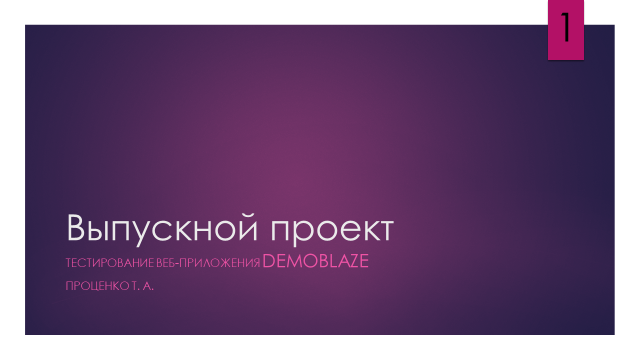 1
Выпускной проект
ТЕСТИРОВАНИЕ ВЕБ-ПРИЛОЖЕНИЯ DEMOBLAZE
ПРОЦЕНКО Т. А.